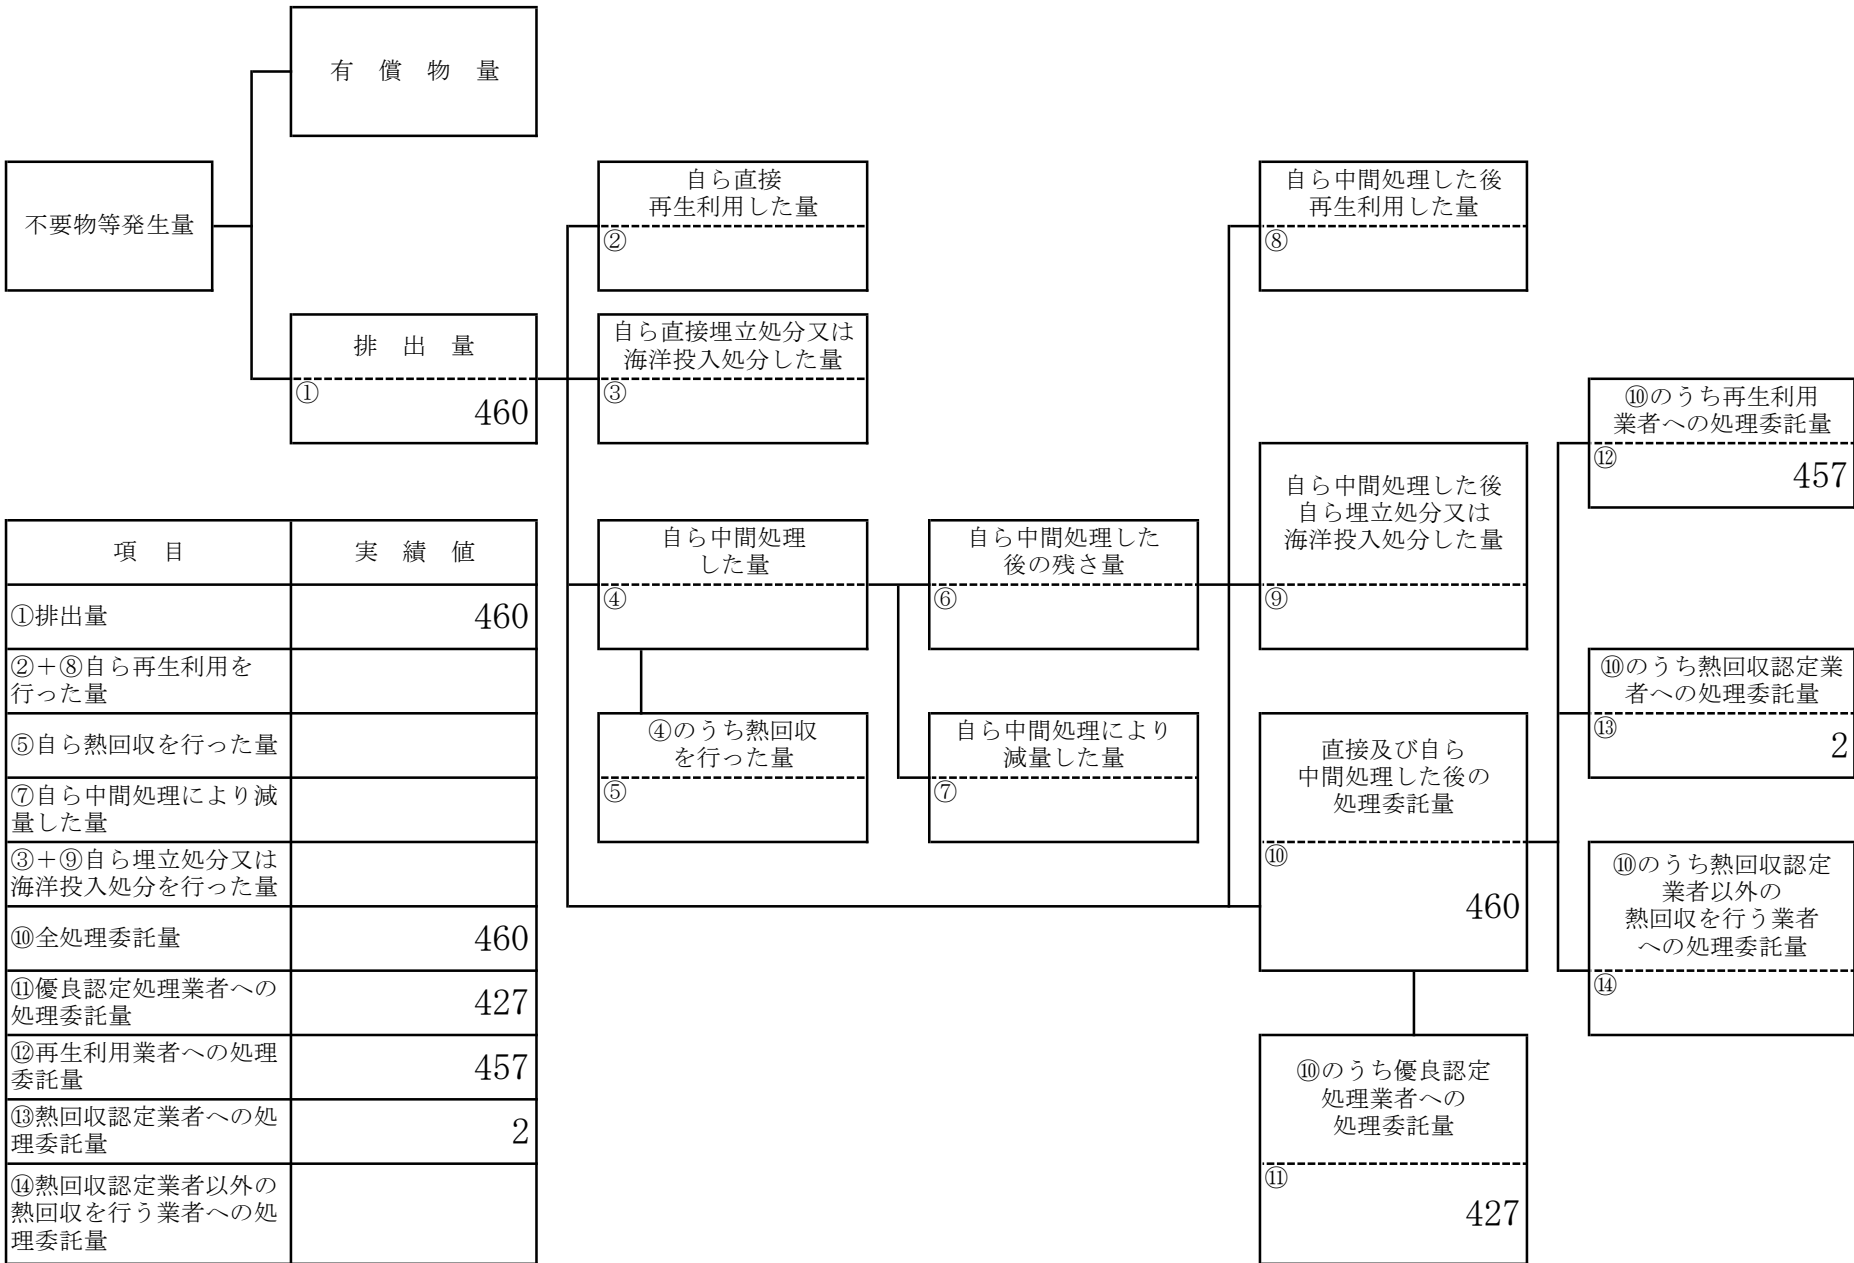 有 償 物 量
不要物等発生量
排 出 量
①
460
自ら直接
再生利用した量
②
自ら直接埋立処分又は
海洋投入処分した量
③
自ら中間処理
した量
④
④のうち熱回収
を行った量
⑤
自ら中間処理した
後の残さ量
⑥
自ら中間処理により
減量した量
⑦
自ら中間処理した後
再生利用した量
⑧
自ら中間処理した後
自ら埋立処分又は
海洋投入処分した量
⑨
直接及び自ら
中間処理した後の
処理委託量
⑩
460
⑩のうち優良認定
処理業者への
処理委託量
⑪
427
⑩のうち再生利用
業者への処理委託量
⑫
457
⑩のうち熱回収認定業
者への処理委託量
⑬
2
⑩のうち熱回収認定
業者以外の
熱回収を行う業者
への処理委託量
⑭
項 目 実 績 値
①排出量 460
②＋⑧自ら再生利用を
行った量
⑤自ら熱回収を行った量
⑦自ら中間処理により減
量した量
③＋⑨自ら埋立処分又は
海洋投入処分を行った量
⑩全処理委託量 460
⑪優良認定処理業者への
処理委託量 427
⑫再生利用業者への処理
委託量 457
⑬熱回収認定業者への処
理委託量 2
⑭熱回収認定業者以外の
熱回収を行う業者への処
理委託量